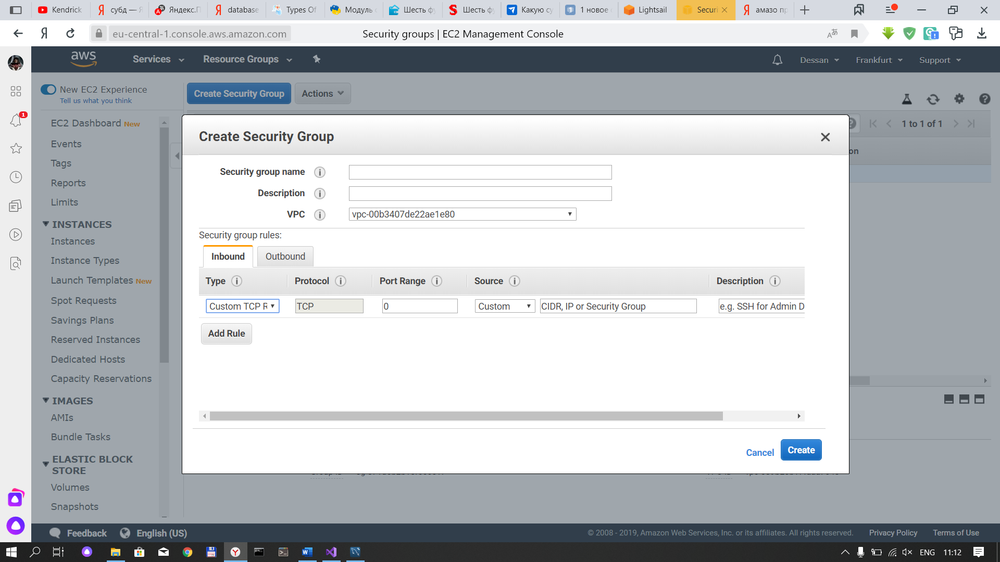 Kendrick
субд —
Яндекс.П
database
Types Of
Модуль
Шесть фу
Шесть фу
Какую су
1 новое
Lightsail
Securi
амазо пр
eu-central-1.console.aws.amazon.com
Security groups | EC2 Management Console
aws
Services
Resource Groups
Dessan
Frankfurt
Support
1
New EC2 Experience
Tell us what you think
Create Security Group
Actions
EC2 Dashboard New
Events
Tags
Reports
Limits
INSTANCES
Instances
Instance Types
Launch Templates New
Spot Requests
Savings Plans
Reserved Instances
Dedicated Hosts
Capacity Reservations
IMAGES
AMIs
Bundle Tasks
ELASTIC BLOCK
STORE
Volumes
Snapshots
1 to 1 of 1
on
Create Security Group
Security group name
Description
VPC
vpc-00b3407de22ae1e80
Security group rules:
Inbound
Outbound
Type
Protocol
Port Range
Source
Description
Custom TCP R
TCP
0
Custom
CIDR, IP or Security Group
e.g. SSH for Admin D
Add Rule
Cancel
Create
Feedback
English (US)
© 2008 - 2019, Amazon Web Services, Inc. or its affiliates. All rights reserved.
Privacy Policy
Terms of Use
ENG
11:12